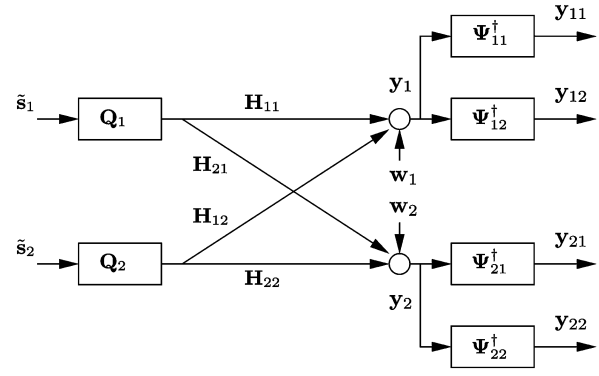 y₁₁
Ψ†₁₁
s̃₁
Q₁
H₁₁
y₁
y₁₂
Ψ†₁₂
H₂₁
w₁
H₁₂
w₂
s̃₂
Q₂
H₂₂
y₂
y₂₁
Ψ†₂₁
y₂₂
Ψ†₂₂